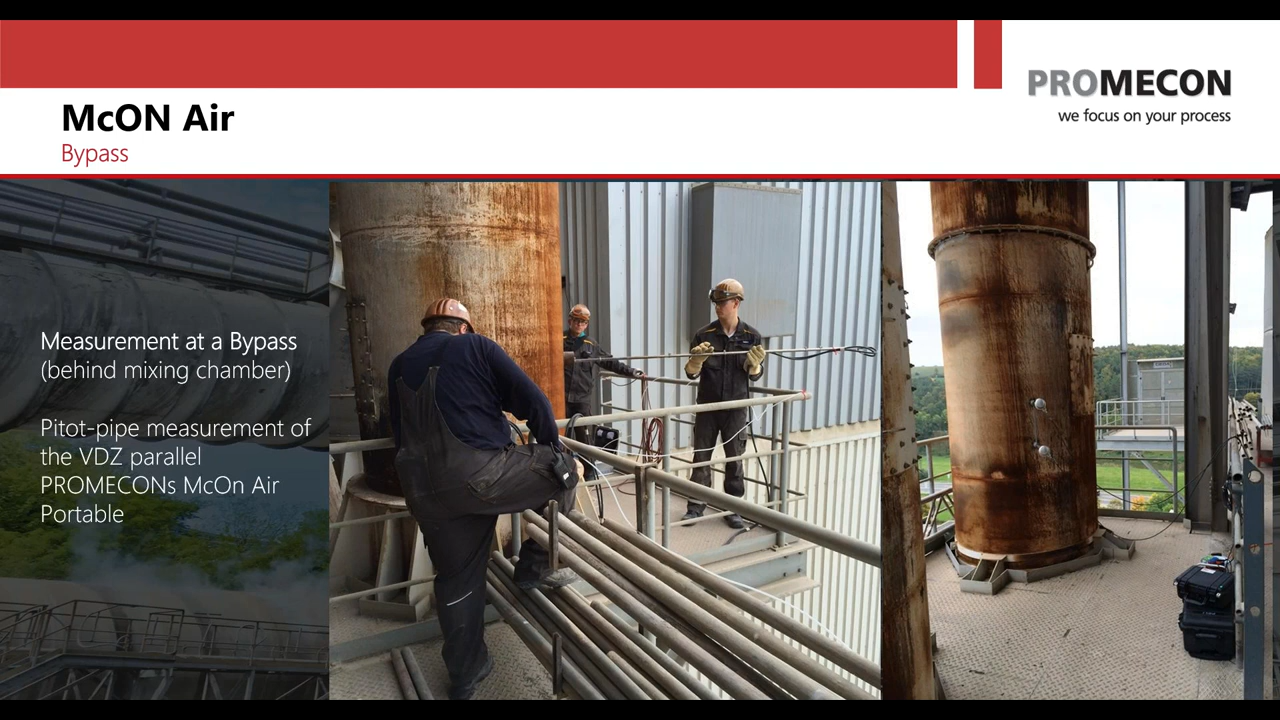 PROMECON
we focus on your process
McON Air
Bypass
Measurement at a Bypass
(behind mixing chamber)
Pitot-pipe measurement of
the VDZ parallel
PROMECONs McOn Air
Portable